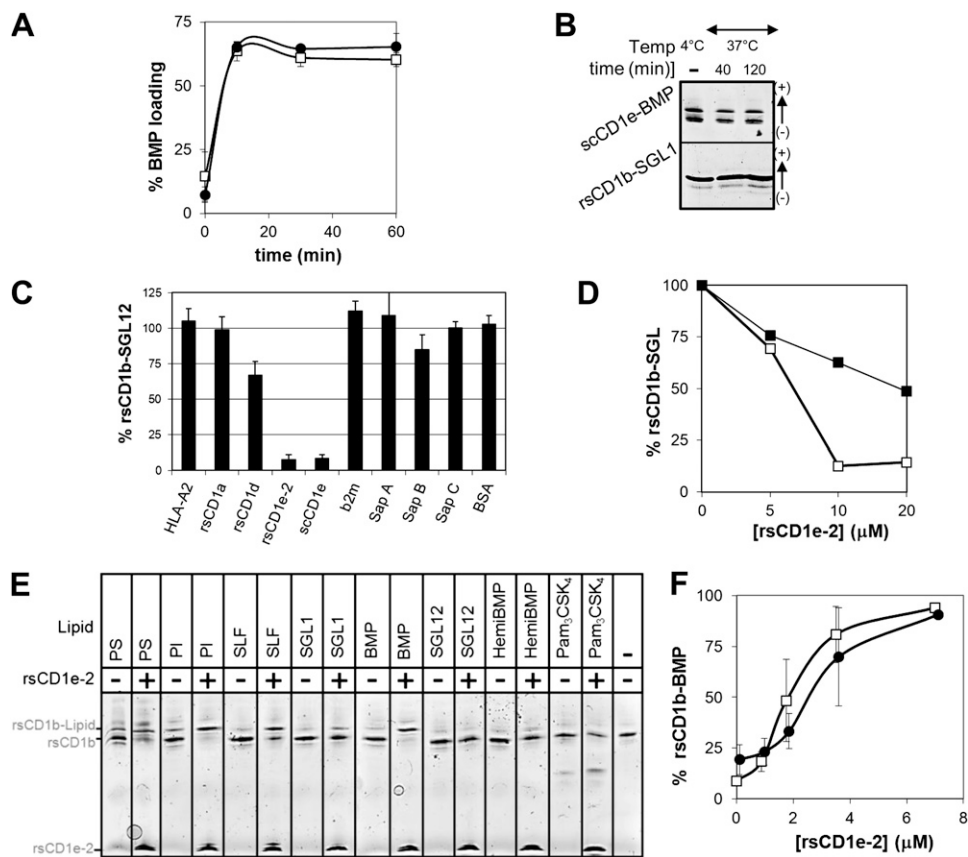 A
% BMP loading
75
50
25
0
0 20 40 60
time (min)
B
Temp 4°C 37°C
time (min)] – 40 120
scCD1e-BMP
(+)
(-)
rsCD1b-SGL1
(+)
(-)
C
% rsCD1b-SGL12
125
100
75
50
25
0
HLA-A2
rsCD1a
rsCD1d
rsCD1e-2
scCD1e
b2m
Sap A
Sap B
Sap C
BSA
D
% rsCD1b-SGL
100
75
50
25
0
0 5 10 20
[rsCD1e-2] (μM)
E
Lipid
PS PS PI PI SLF SLF SGL1 SGL1 BMP BMP SGL12 SGL12 HemiBMP HemiBMP Pam₃CSK₄ Pam₃CSK₄ –
rsCD1e-2 – + – + – + – + – + – + – + – + –
rsCD1b-Lipid
rsCD1b
rsCD1e-2
F
% rsCD1b-BMP
100
75
50
25
0
0 2 4 6 8
[rsCD1e-2] (μM)